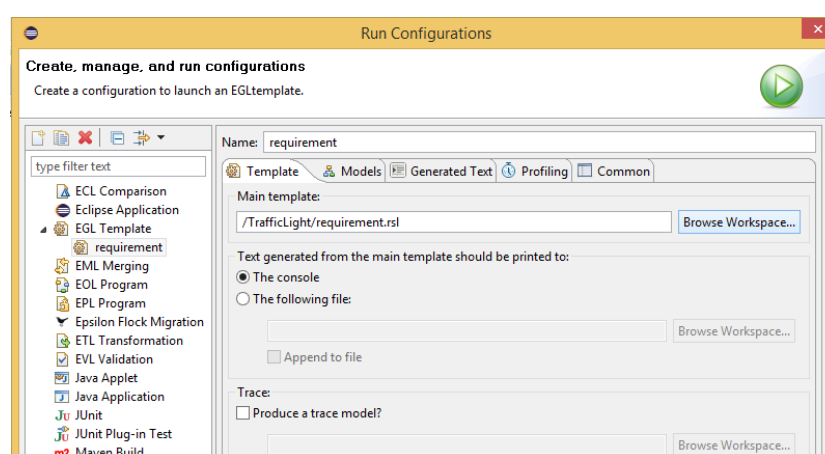 Run Configurations
Create, manage, and run configurations
Create a configuration to launch an EGLtemplate.
type filter text
ECL Comparison
Eclipse Application
EGL Template
requirement
EML Merging
EOL Program
EPL Program
Epsilon Flock Migration
ETL Transformation
EVL Validation
Java Applet
Java Application
JUnit
JUnit Plug-in Test
Maven Build
Name: requirement
Template Models Generated Text Profiling Common
Main template:
/TrafficLight/requirement.rsl Browse Workspace...
Text generated from the main template should be printed to:
The console
The following file:
Browse Workspace...
Append to file
Trace:
Produce a trace model?
Browse Workspace...